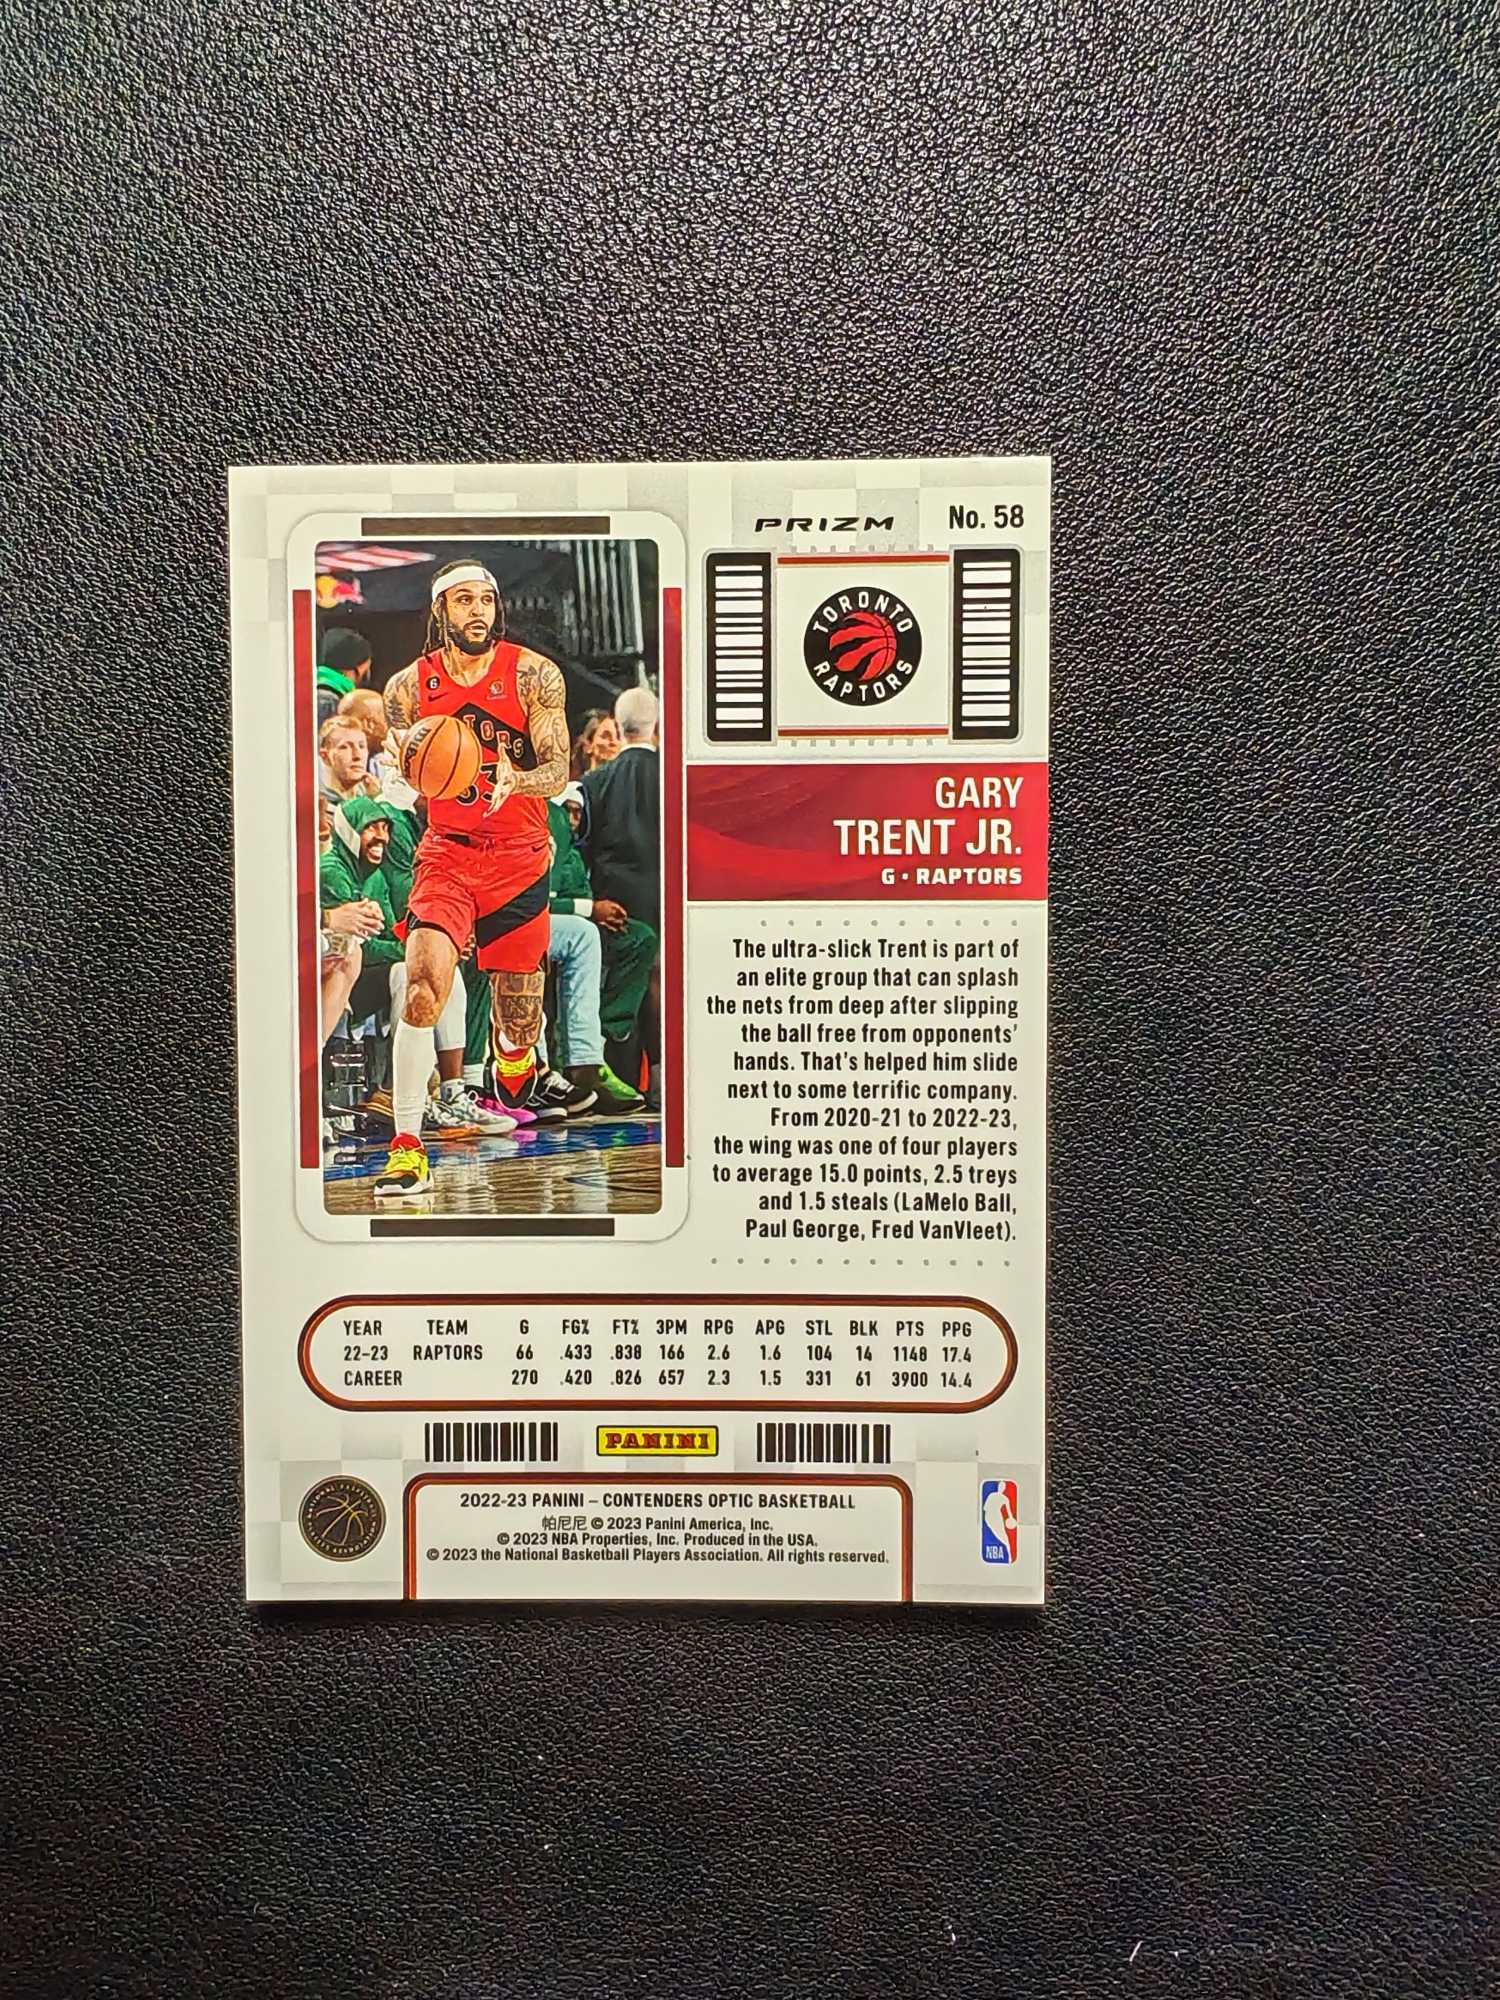 PRIZM No. 58
TORONTO
RAPTORS
GARY
TRENT JR.
G • RAPTORS
The ultra-slick Trent is part of
an elite group that can splash
the nets from deep after slipping
the ball free from opponents'
hands. That's helped him slide
next to some terrific company.
From 2020-21 to 2022-23,
the wing was one of four players
to average 15.0 points, 2.5 treys
and 1.5 steals (LaMelo Ball,
Paul George, Fred VanVleet).
YEAR TEAM G FG% FT% 3PM RPG APG STL BLK PTS PPG
22-23 RAPTORS 66 .433 .838 166 2.6 1.6 104 14 1148 17.4
CAREER 270 .420 .826 657 2.3 1.5 331 61 3900 14.4
PANINI
2022-23 PANINI – CONTENDERS OPTIC BASKETBALL
帕尼尼 © 2023 Panini America, Inc.
© 2023 NBA Properties, Inc. Produced in the USA.
© 2023 the National Basketball Players Association. All rights reserved.
NBA